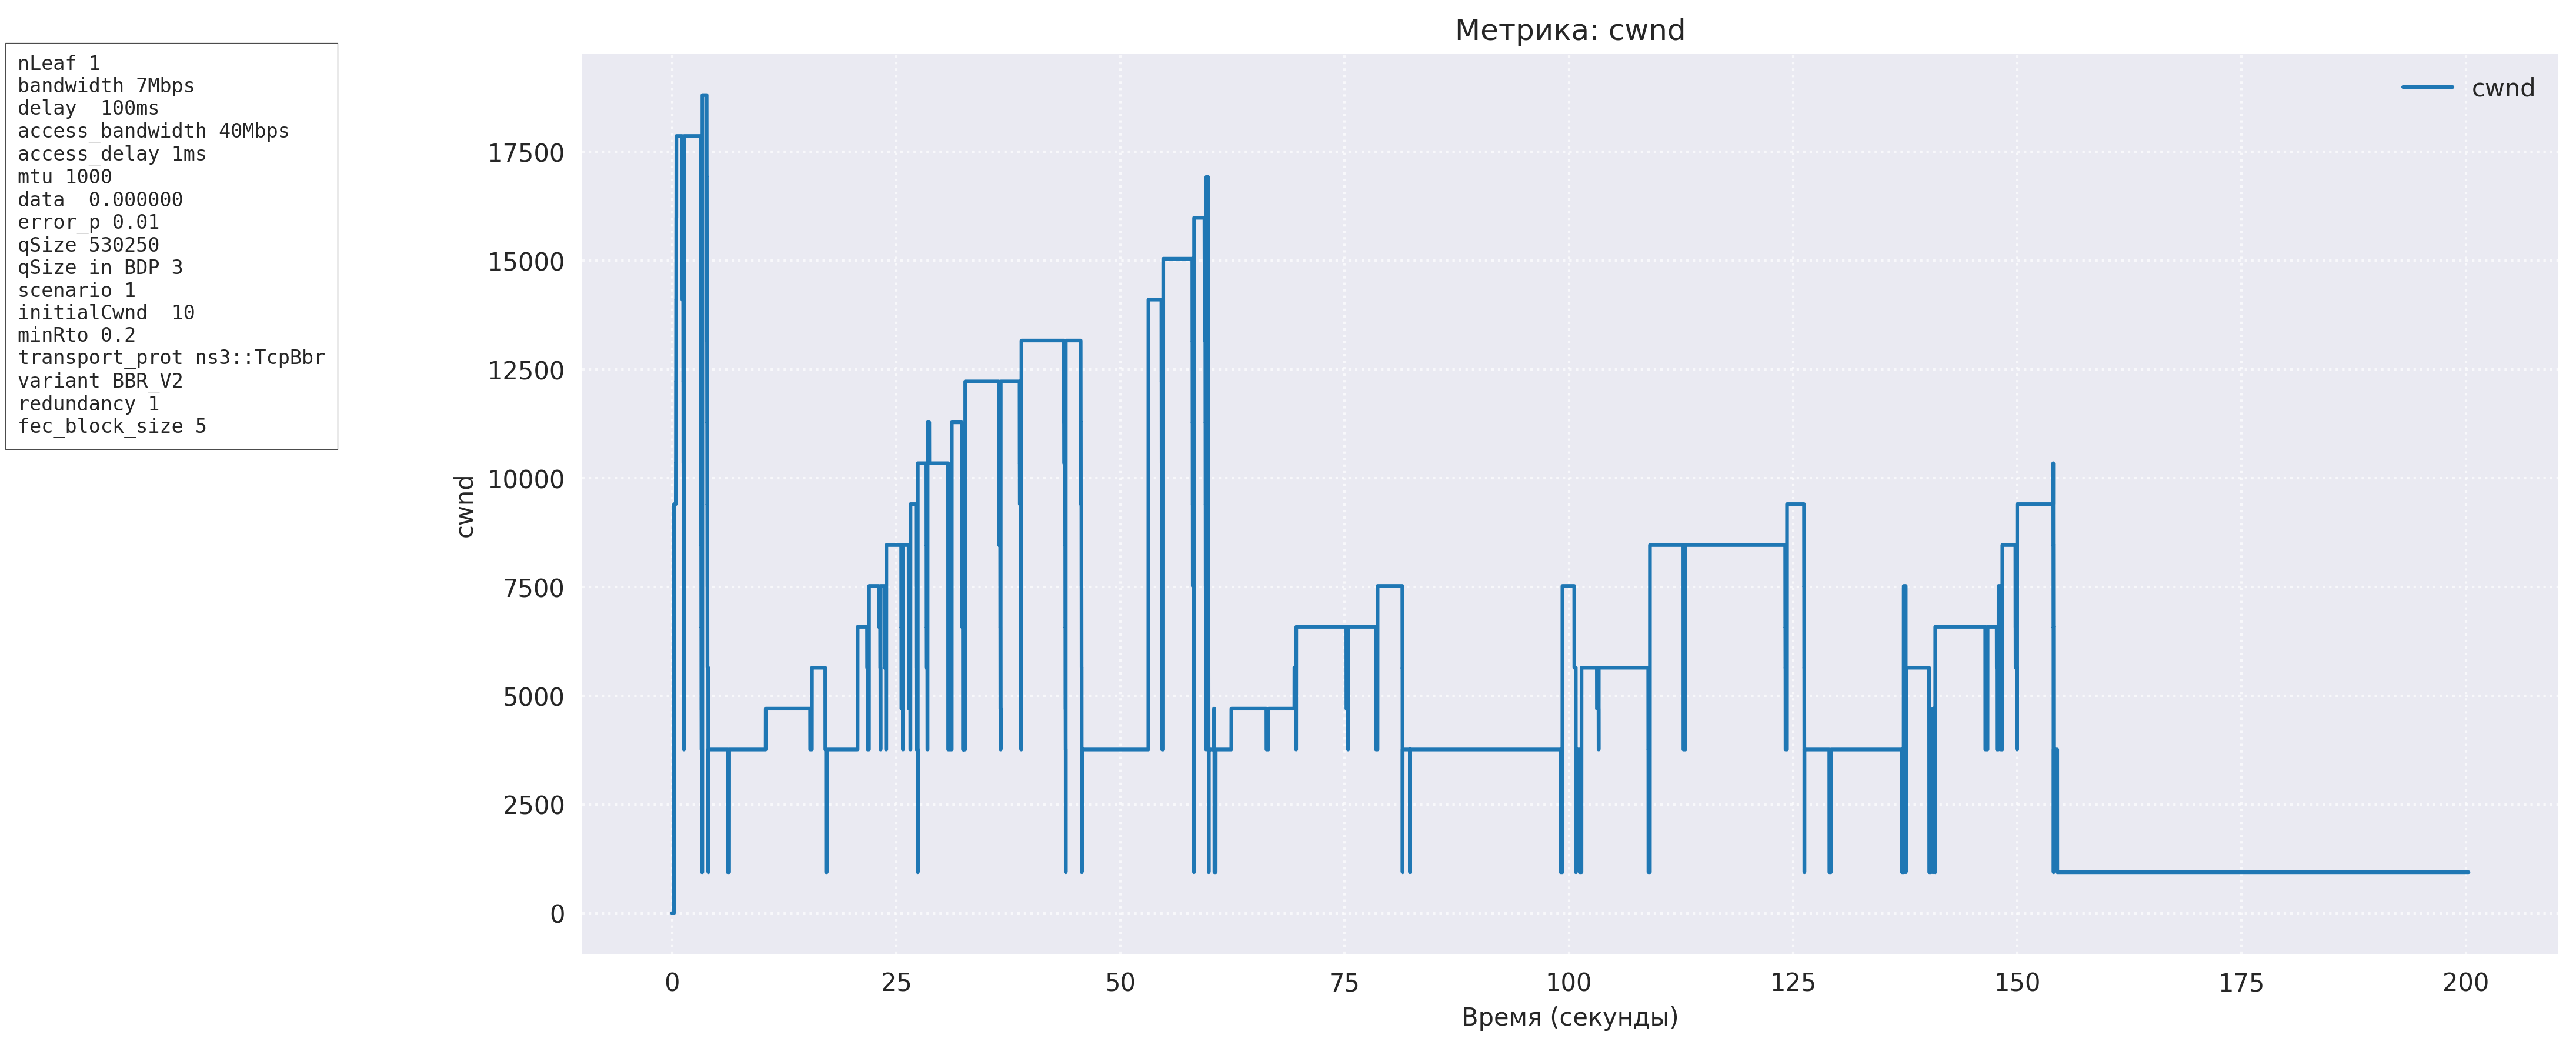 Метрика: cwnd
nLeaf 1
bandwidth 7Mbps
delay  100ms
access_bandwidth 40Mbps
access_delay 1ms
mtu 1000
data  0.000000
error_p 0.01
qSize 530250
qSize in BDP 3
scenario 1
initialCwnd  10
minRto 0.2
transport_prot ns3::TcpBbr
variant BBR_V2
redundancy 1
fec_block_size 5
cwnd
17500
15000
12500
10000
7500
5000
2500
0
cwnd
0 25 50 75 100 125 150 175 200
Время (секунды)